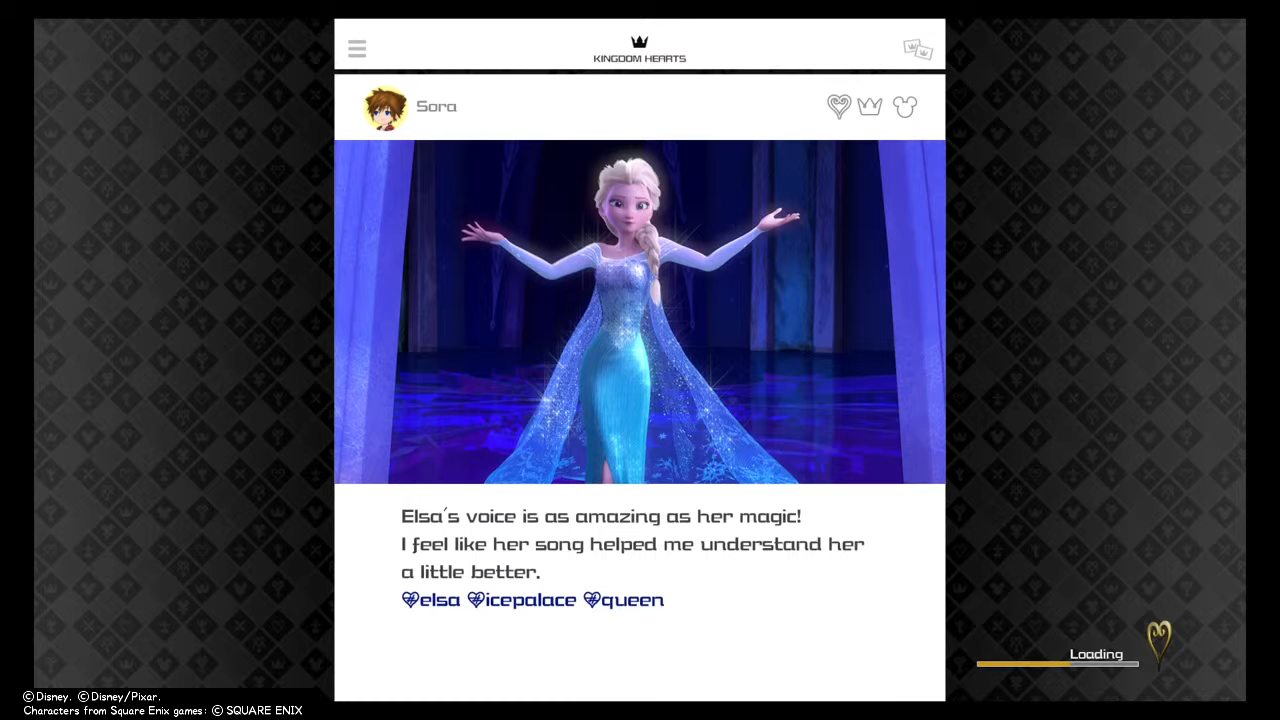 KINGDOM HEARTS
Sora
Elsa's voice is as amazing as her magic!
I feel like her song helped me understand her
a little better.
#elsa #icepalace #queen
Loading
©Disney. ©Disney/Pixar.
Characters from Square Enix games: © SQUARE ENIX